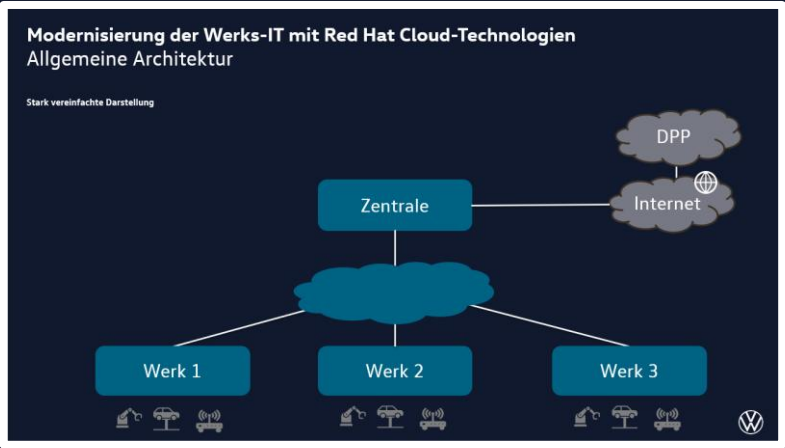 Modernisierung der Werks-IT mit Red Hat Cloud-Technologien
Allgemeine Architektur
Stark vereinfachte Darstellung
DPP
Zentrale
Internet
Werk 1
Werk 2
Werk 3